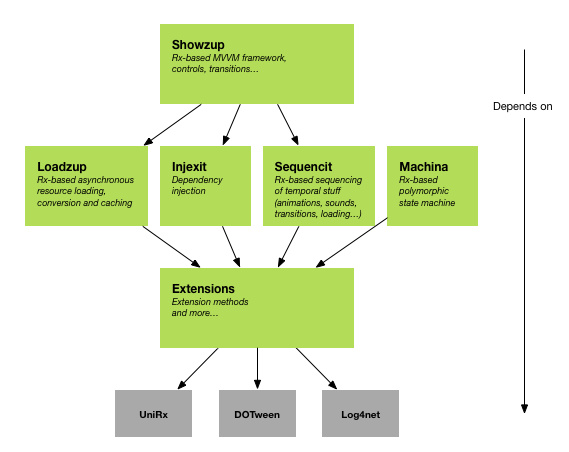 Showzup
Rx-based MVVM framework,
controls, transitions…
Depends on
Loadzup
Rx-based asynchronous
resource loading,
conversion and caching
Injexit
Dependency
injection
Sequencit
Rx-based sequencing
of temporal stuff
(animations, sounds,
transitions, loading…)
Machina
Rx-based
polymorphic
state machine
Extensions
Extension methods
and more…
UniRx
DOTween
Log4net